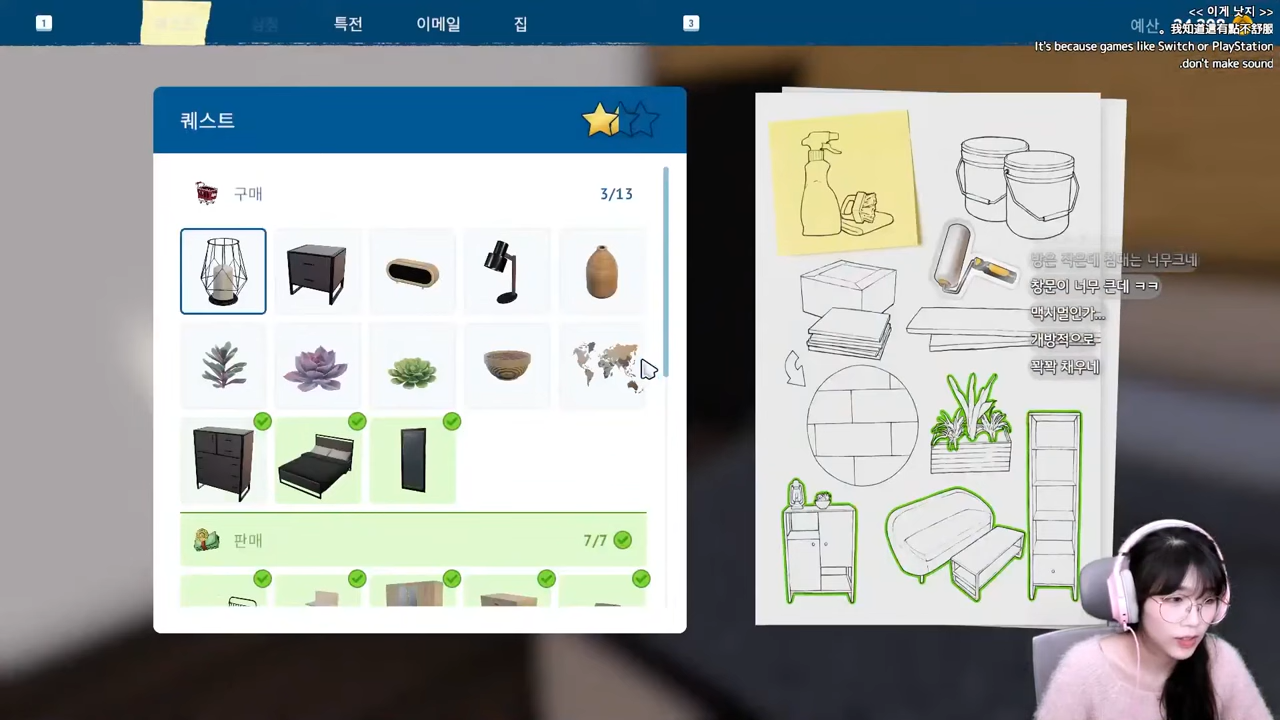 1
특전
이메일
집
3
예산
<< 이게 낫지 >>
。我知道還有點不舒服
It's because games like Switch or PlayStation
.don't make sound
퀘스트
구매
3/13
판매
7/7
방은 작은데 침대는 너무크네
창문이 너무 큰데 ㅋㅋ
맥시멀인가...
개방적으로
꽉꽉 채우네